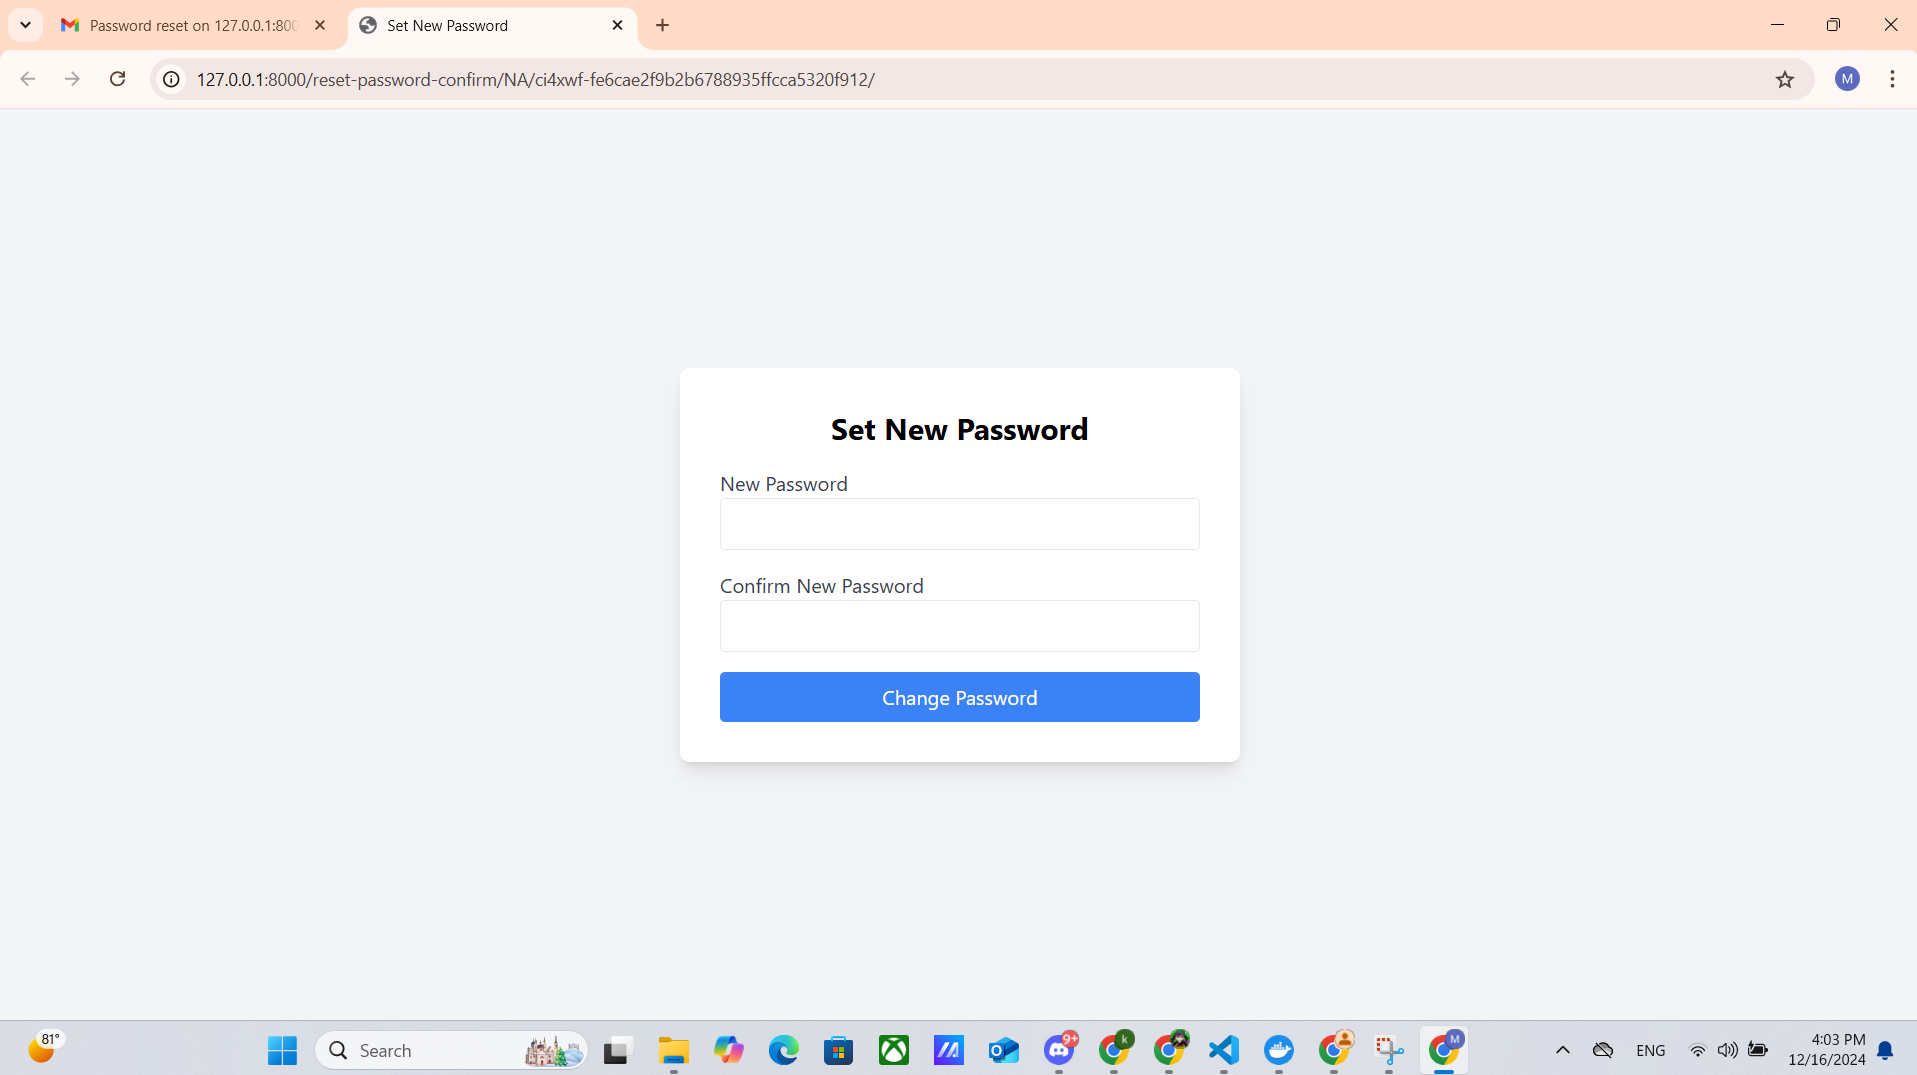 Password reset on 127.0.0.1:800
Set New Password
127.0.0.1:8000/reset-password-confirm/NA/ci4xwf-fe6cae2f9b2b6788935ffcca5320f912/
M
Set New Password
New Password
Confirm New Password
Change Password
81°
Search
9+
k
M
ENG
4:03 PM
12/16/2024